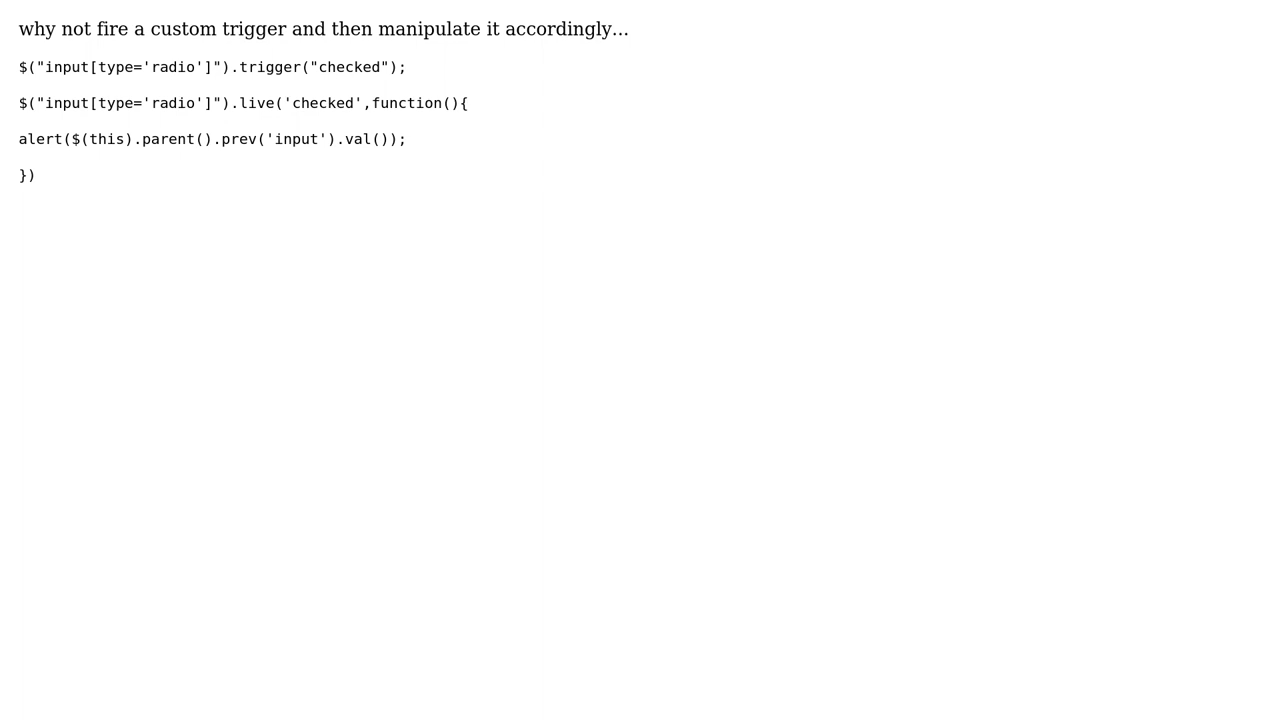 why not fire a custom trigger and then manipulate it accordingly...
$("input[type='radio']").trigger("checked");
$("input[type='radio']").live('checked',function(){
alert($(this).parent().prev('input').val());
})